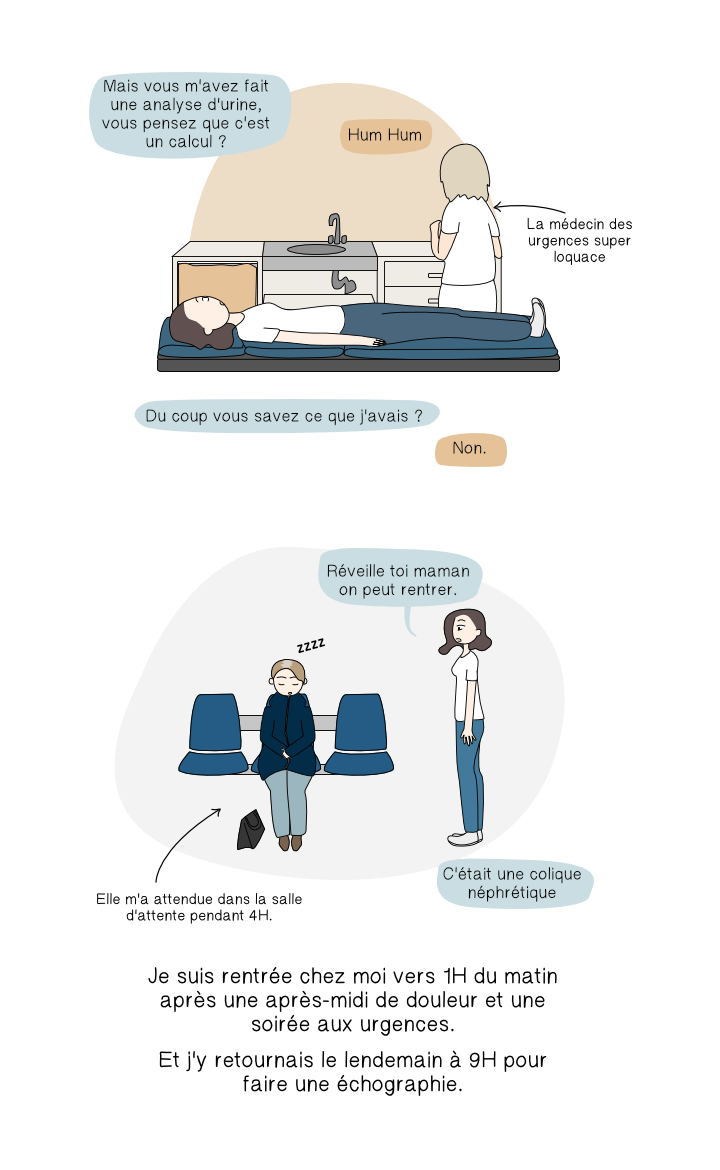 Mais vous m'avez fait
une analyse d'urine,
vous pensez que c'est
un calcul ?
Hum Hum
La médecin des
urgences super
loquace
Du coup vous savez ce que j'avais ?
Non.
Réveille toi maman
on peut rentrer.
zzzz
C'était une colique
néphrétique
Elle m'a attendue dans la salle
d'attente pendant 4H.
Je suis rentrée chez moi vers 1H du matin
après une après-midi de douleur et une
soirée aux urgences.
Et j'y retournais le lendemain à 9H pour
faire une échographie.